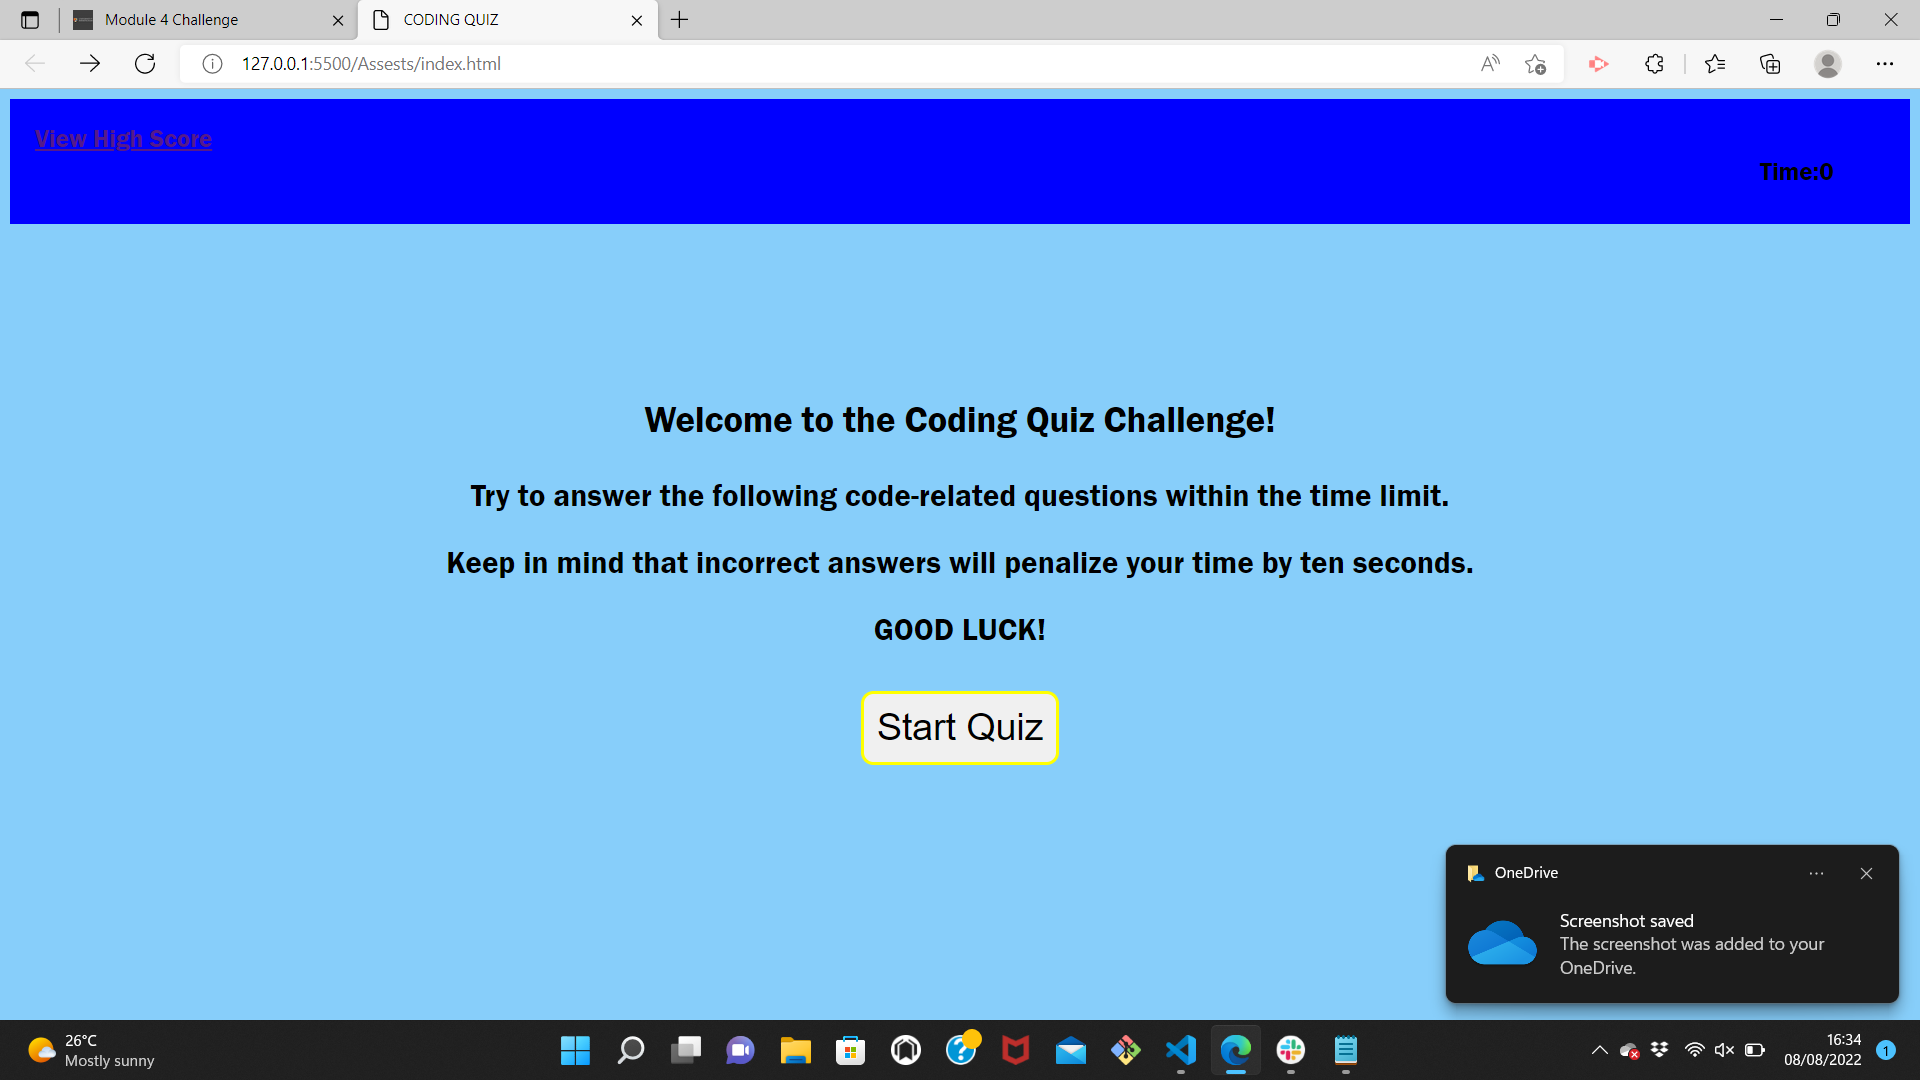 Module 4 Challenge
CODING QUIZ
127.0.0.1:5500/Assests/index.html
View High Score
Time:0
Welcome to the Coding Quiz Challenge!
Try to answer the following code-related questions within the time limit.
Keep in mind that incorrect answers will penalize your time by ten seconds.
GOOD LUCK!
Start Quiz
OneDrive
Screenshot saved
The screenshot was added to your
OneDrive.
26°C
Mostly sunny
16:34
08/08/2022
1